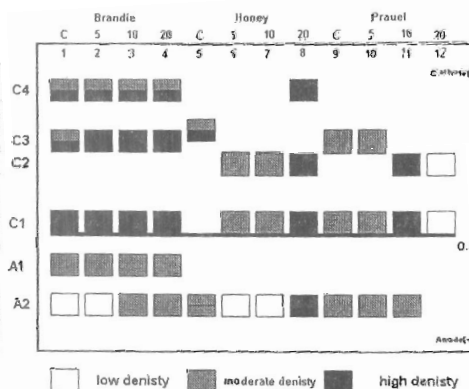 Brandie Honey Prauel
C 5 10 20 C 5 10 20 C 5 10 20
1 2 3 4 5 6 7 8 9 10 11 12
C4
C3
C2
C1
O.
A1
A2
low denisty moderate denisty high denisty